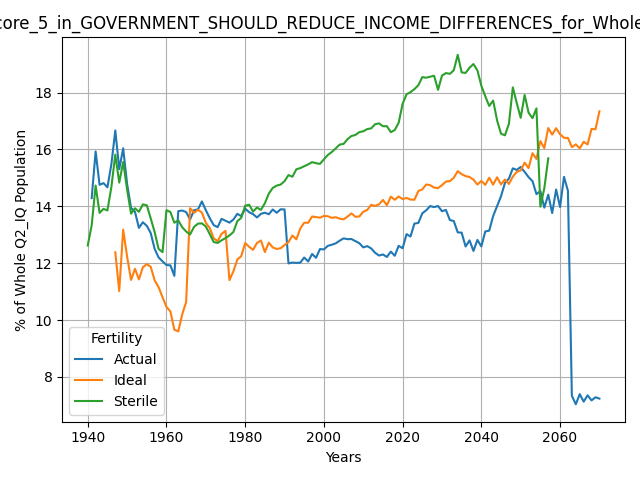 core_5_in_GOVERNMENT_SHOULD_REDUCE_INCOME_DIFFERENCES_for_Whole
% of Whole Q2_IQ Population
18
16
14
12
10
8
Fertility
Actual
Ideal
Sterile
1940 1960 1980 2000 2020 2040 2060
Years